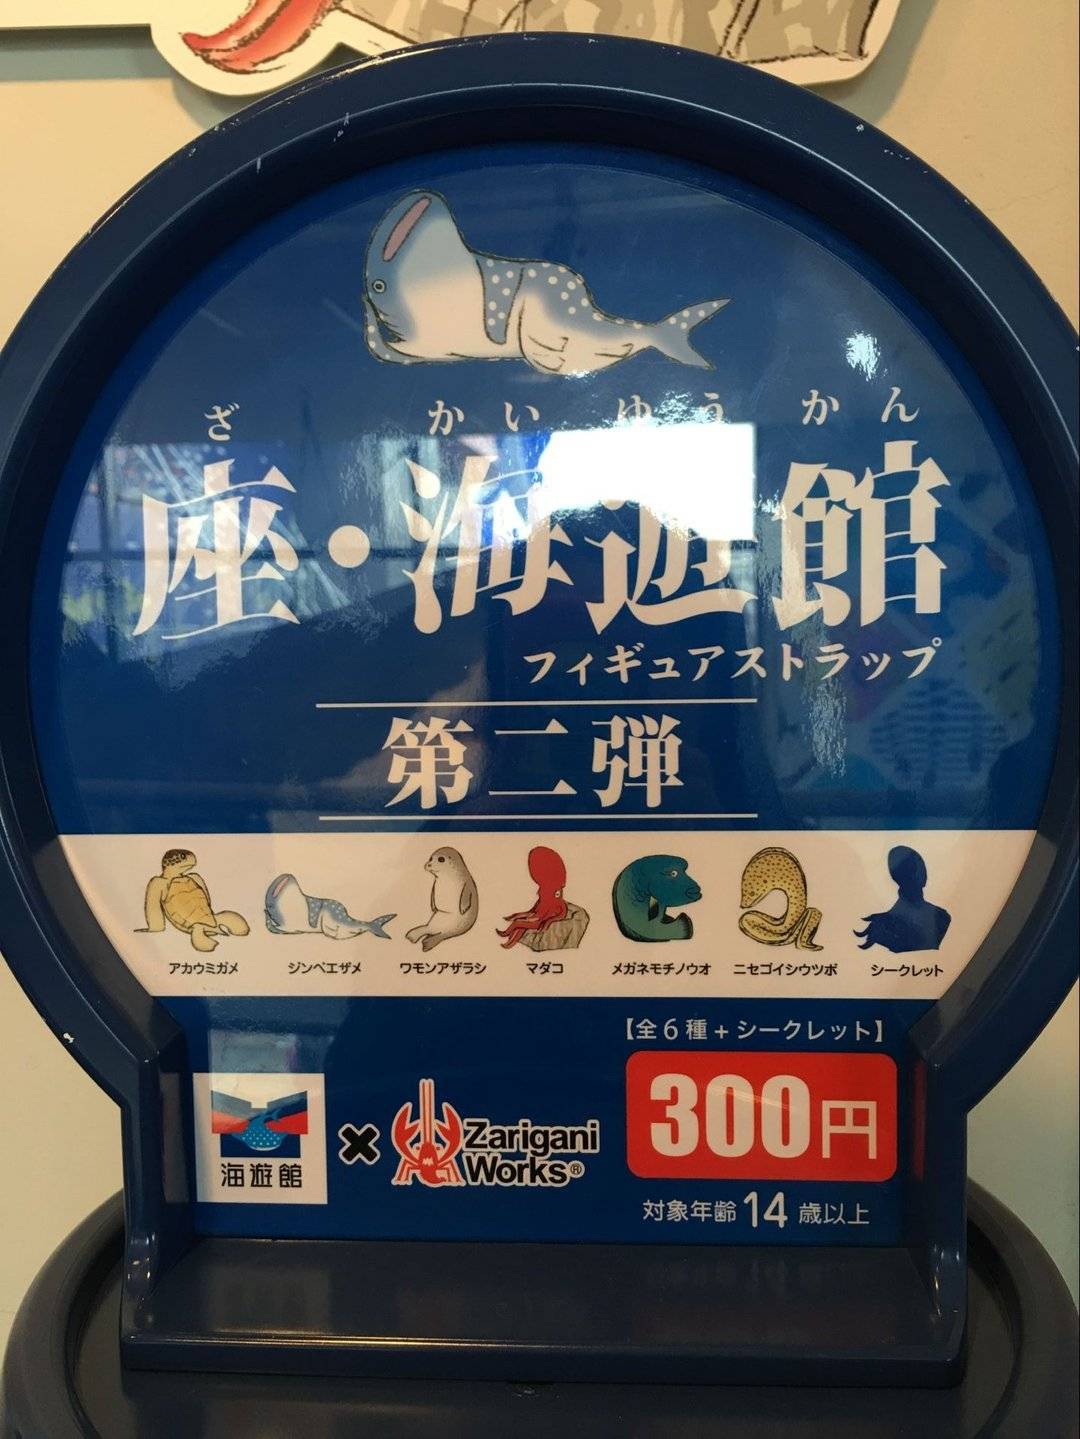 ざ かいゆうかん
座・海遊館
フィギュアストラップ
第二弾
アカウミガメ ジンベエザメ ワモンアザラシ マダコ メガネモチノウオ ニセゴイシウツボ シークレット
【全6種+シークレット】
海遊館 × Zarigani Works®
300円
対象年齢14歳以上